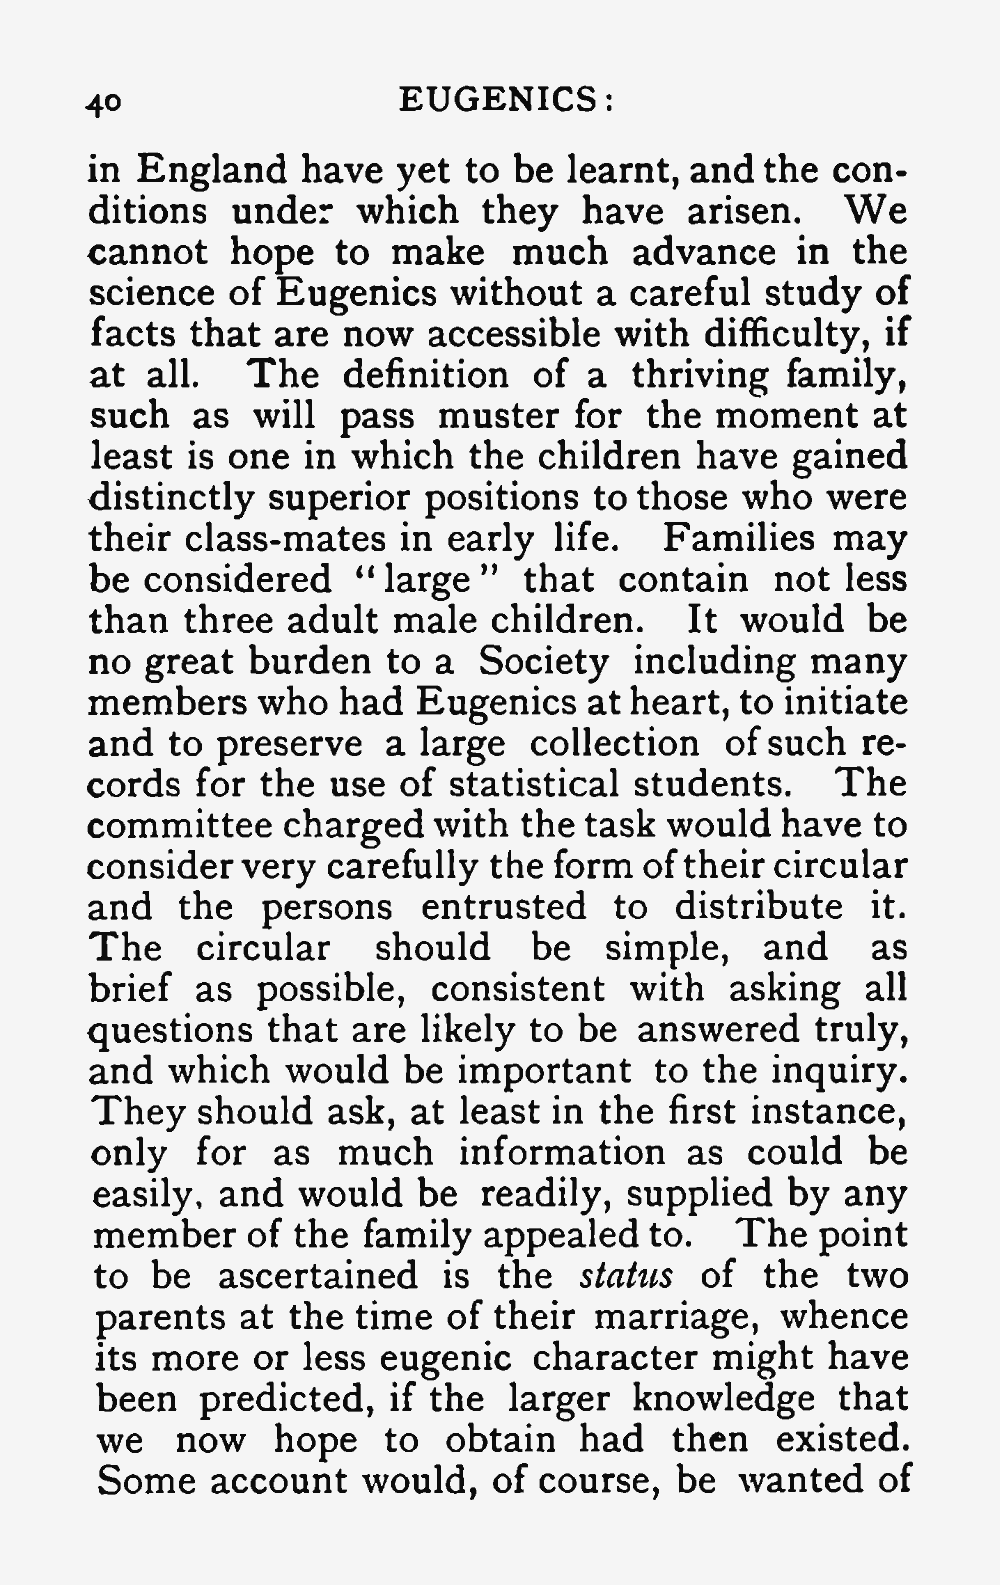 40 EUGENICS:
in England have yet to be learnt, and the con-
ditions under which they have arisen. We
cannot hope to make much advance in the
science of Eugenics without a careful study of
facts that are now accessible with difficulty, if
at all. The definition of a thriving family,
such as will pass muster for the moment at
least is one in which the children have gained
distinctly superior positions to those who were
their class-mates in early life. Families may
be considered “large” that contain not less
than three adult male children. It would be
no great burden to a Society including many
members who had Eugenics at heart, to initiate
and to preserve a large collection of such re-
cords for the use of statistical students. The
committee charged with the task would have to
consider very carefully the form of their circular
and the persons entrusted to distribute it.
The circular should be simple, and as
brief as possible, consistent with asking all
questions that are likely to be answered truly,
and which would be important to the inquiry.
They should ask, at least in the first instance,
only for as much information as could be
easily, and would be readily, supplied by any
member of the family appealed to. The point
to be ascertained is the status of the two
parents at the time of their marriage, whence
its more or less eugenic character might have
been predicted, if the larger knowledge that
we now hope to obtain had then existed.
Some account would, of course, be wanted of